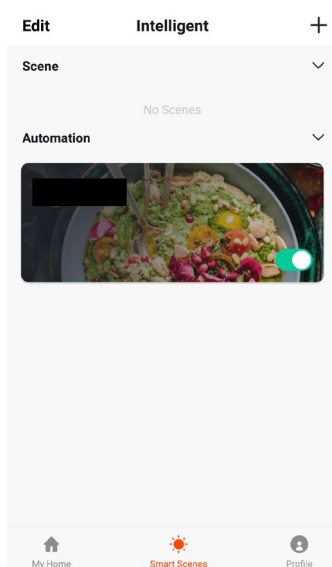 Edit Intelligent +
Scene
No Scenes
Automation
My Home Smart Scenes Profile